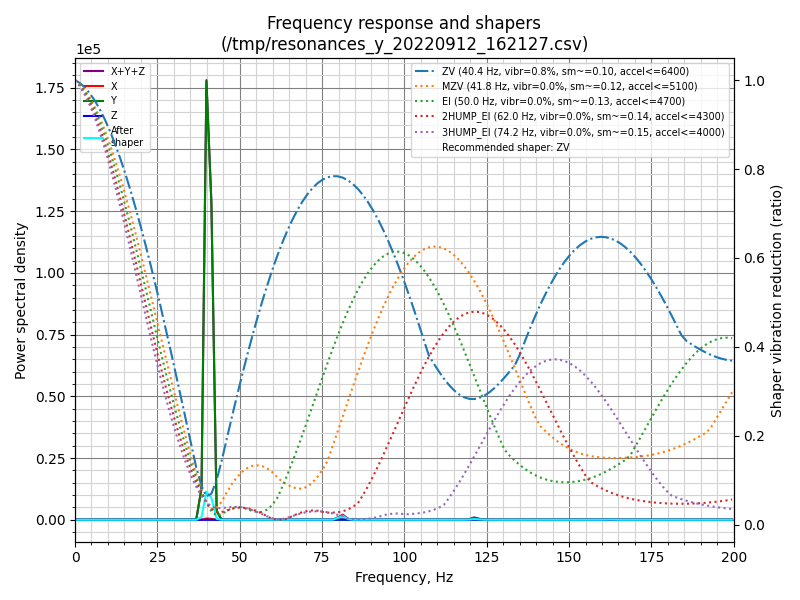 Frequency response and shapers
(/tmp/resonances_y_20220912_162127.csv)
1e5
X+Y+Z
X
Y
Z
After
shaper
ZV (40.4 Hz, vibr=0.8%, sm~=0.10, accel<=6400)
MZV (41.8 Hz, vibr=0.0%, sm~=0.12, accel<=5100)
EI (50.0 Hz, vibr=0.0%, sm~=0.13, accel<=4700)
2HUMP_EI (62.0 Hz, vibr=0.0%, sm~=0.14, accel<=4300)
3HUMP_EI (74.2 Hz, vibr=0.0%, sm~=0.15, accel<=4000)
Recommended shaper: ZV
Power spectral density
1.75
1.50
1.25
1.00
0.75
0.50
0.25
0.00
1.0
0.8
0.6
0.4
0.2
0.0
Shaper vibration reduction (ratio)
0 25 50 75 100 125 150 175 200
Frequency, Hz